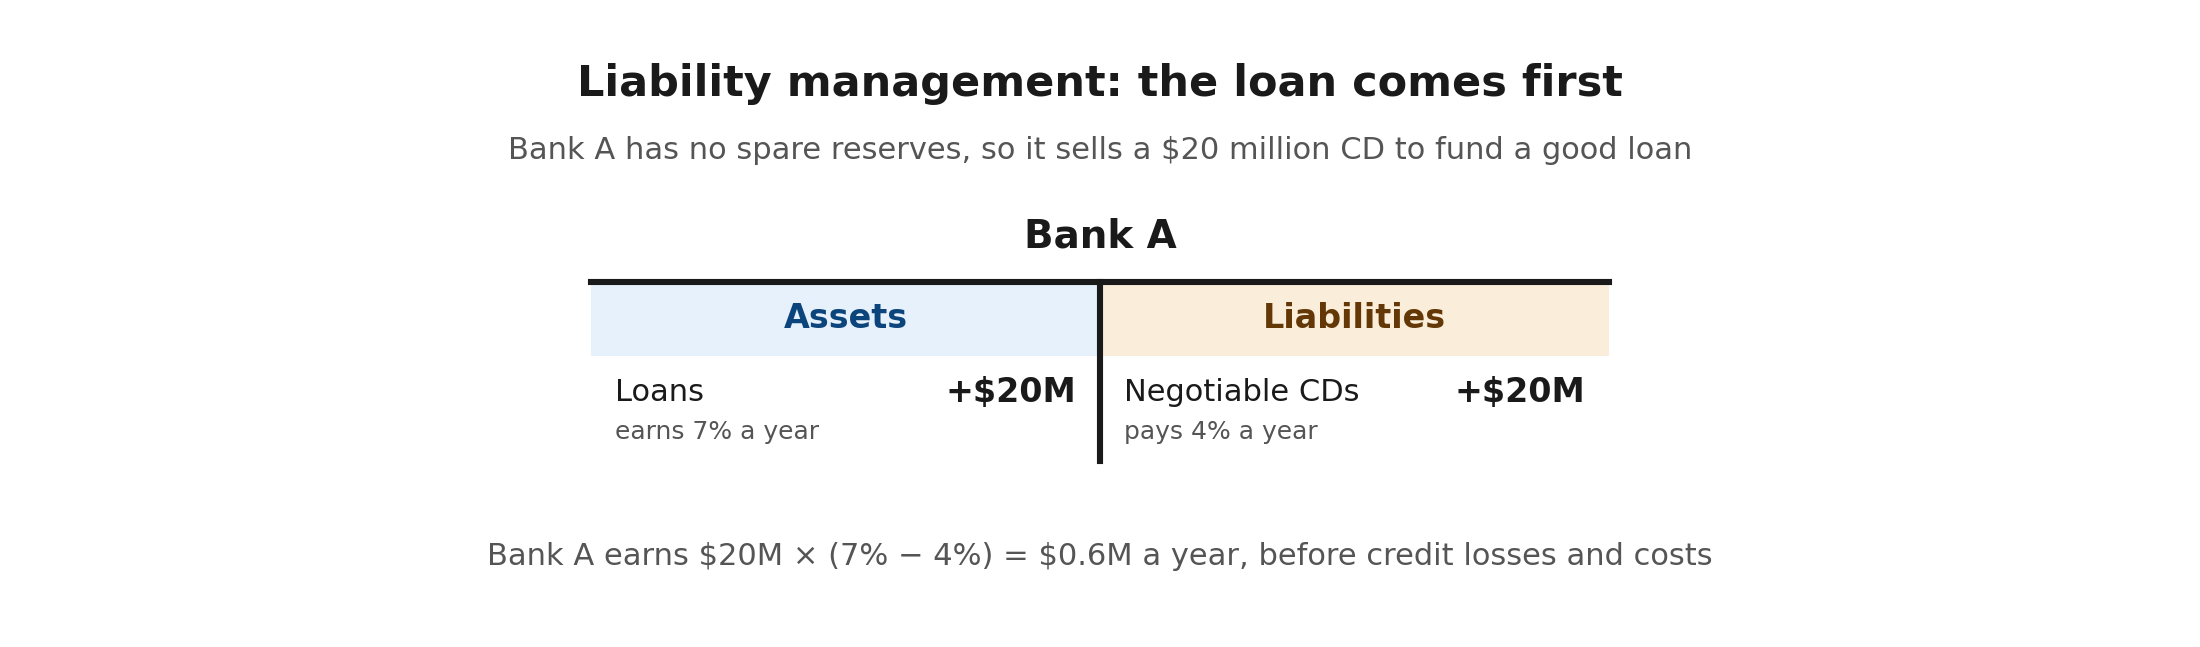 Liability management: the loan comes first
Bank A has no spare reserves, so it sells a $20 million CD to fund a good loan
Bank A
Assets
Liabilities
Loans +$20M
earns 7% a year
Negotiable CDs +$20M
pays 4% a year
Bank A earns $20M × (7% − 4%) = $0.6M a year, before credit losses and costs